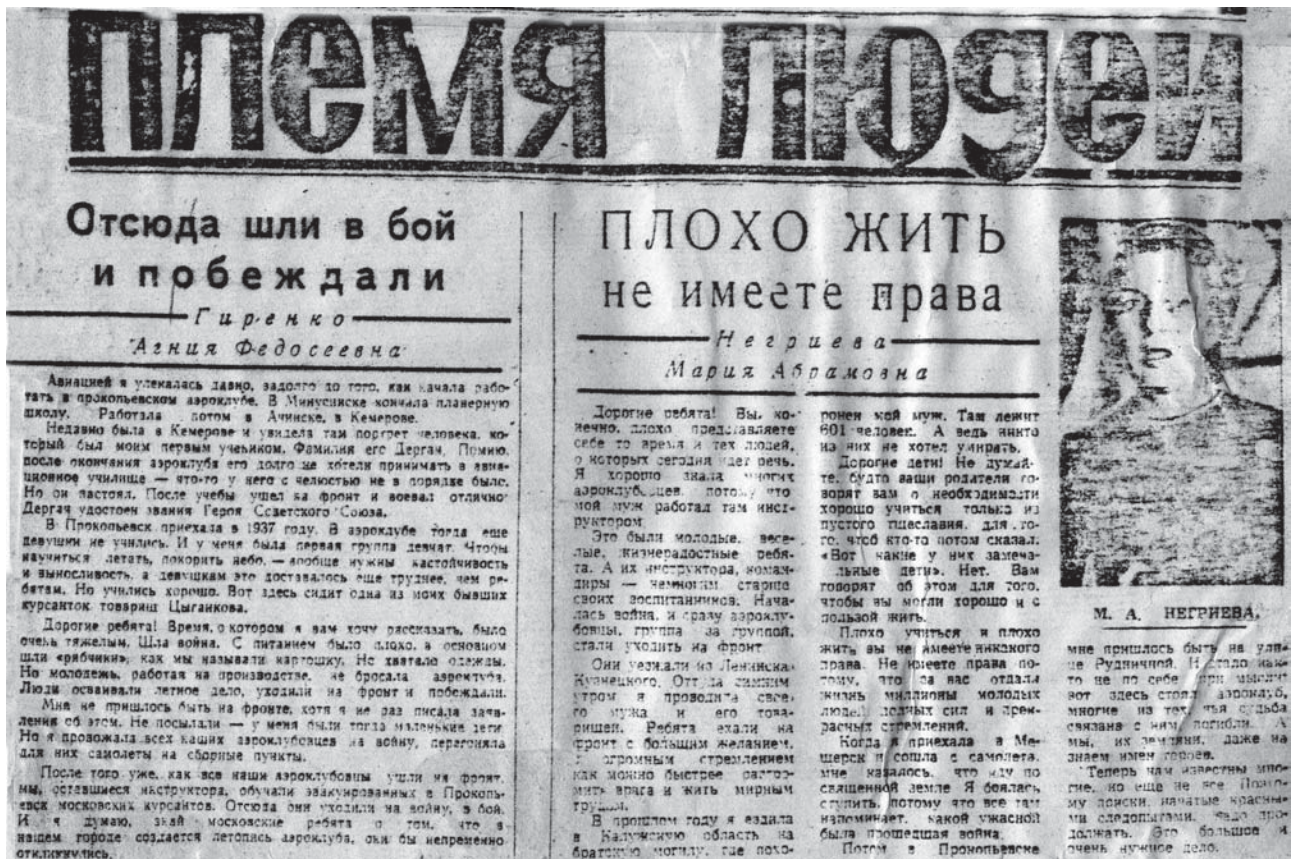 племя людей
Отсюда шли в бой
и побеждали
Гиренко
Агния Федосеевна
Авиацией я увлекалась давно, задолго до того, как начала рабо-
тать в прокопьевском аэроклубе. В Минусинске кончала планерную
школу. Работала потом в Ачинске, в Кемерове.
Недавно была в Кемерове и увидела там портрет человека, ко-
торый был моим первым учеником. Фамилия его Дергач. Помню,
после окончания аэроклуба его долго не хотели принимать в авиа-
ционное училище — что-то у него с челюстью не в порядке было.
Но он настоял. После учебы ушел на фронт и воевал отлично
Дергач удостоен звания Героя Советского Союза.
В Прокопьевск приехала в 1937 году. В аэроклубе тогда еще
девушки не учились. И у меня была первая группа девчат. Чтобы
научиться летать, покорить небо, — вообще нужны настойчивость
и выносливость, а девушкам это доставалось еще труднее, чем ре-
бятам. Но учились хорошо. Вот здесь сидит одна из моих бывших
курсанток товарищ Цыганкова.
Дорогие ребята! Время, о котором я вам хочу рассказать, было
очень тяжелым. Шла война. С питанием было плохо, в основном
шли «рябчики», как мы называли картошку. Не хватало одежды.
Но молодежь, работая на производстве, не бросала аэроклуба.
Люди осваивали летное дело, уходили на фронт и побеждали.
Мне не пришлось быть на фронте, хотя я не раз писала заяв-
ления об этом. Не посылали — у меня были тогда маленькие дети
Но я провожала всех наших аэроклубовцев на войну, перегоняла
для них самолеты на сборные пункты.
После того уже, как все наши аэроклубовцы ушли на фронт,
мы, оставшиеся инструктора, обучали эвакуированных в Прокопь-
евск московских курсантов. Отсюда они уходили на войну, в бой.
И я думаю, знай московские ребята о том, что в
нашем городе создается летопись аэроклуба, они бы непременно
откликнулись.
ПЛОХО ЖИТЬ
не имеете права
Негриева
Мария Абрамовна
Дорогие ребята! Вы, ко-
нечно, плохо представляете
себе то время и тех людей,
о которых сегодня идет речь.
Я хорошо знала многих
аэроклубовцев, потому что
мой муж работал там инст-
руктором.
Это были молодые, весе-
лые, жизнерадостные ребя-
та. А их инструктора, коман-
диры — немногим старше
своих воспитанников. Нача-
лась война, и сразу аэроклу-
бовцы, группа за группой,
стали уходить на фронт.
Они уезжали из Ленинска-
Кузнецкого. Оттуда зимним
утром я проводила свое-
го мужа и его това-
рищей. Ребята ехали на
фронт с большим желанием,
с огромным стремлением
как можно быстрее разгро-
мить врага и жить мирным
трудом.
В прошлом году я ездила
в Калужскую область на
братскую могилу, где похо-
ронен мой муж. Там лежит
601 человек. А ведь никто
из них не хотел умирать.
Дорогие дети! Не думай-
те, будто ваши родители го-
ворят вам о необходимости
хорошо учиться только из
пустого тщеславия, для то-
го, чтоб кто-то потом сказал:
«Вот какие у них замеча-
тельные дети». Нет. Вам
говорят об этом для того,
чтобы вы могли хорошо и с
пользой жить.
Плохо учиться и плохо
жить вы не имеете никакого
права. Не имеете права по-
тому, что за вас отдали
жизнь миллионы молодых
людей, полных сил и прек-
расных стремлений.
Когда я приехала в Ме-
щерск и сошла с самолета,
мне казалось, что иду по
священной земле Я боялась
ступить, потому что все там
напоминает, какой ужасной
была прошедшая война.
Потом в Прокопьевске
М. А. НЕГРИЕВА.
мне пришлось быть на ули-
це Рудничной. И стало как-
то не по себе при мысли:
вот здесь стоял аэроклуб,
многие из тех, чья судьба
связана с ним, погибли. А
мы, их земляки, даже не
знаем имен героев.
Теперь нам известны мно-
гие, но еще не все Поэто-
му поиски, начатые красны-
ми следопытами, надо про-
должать. Это большое и
очень нужное дело.